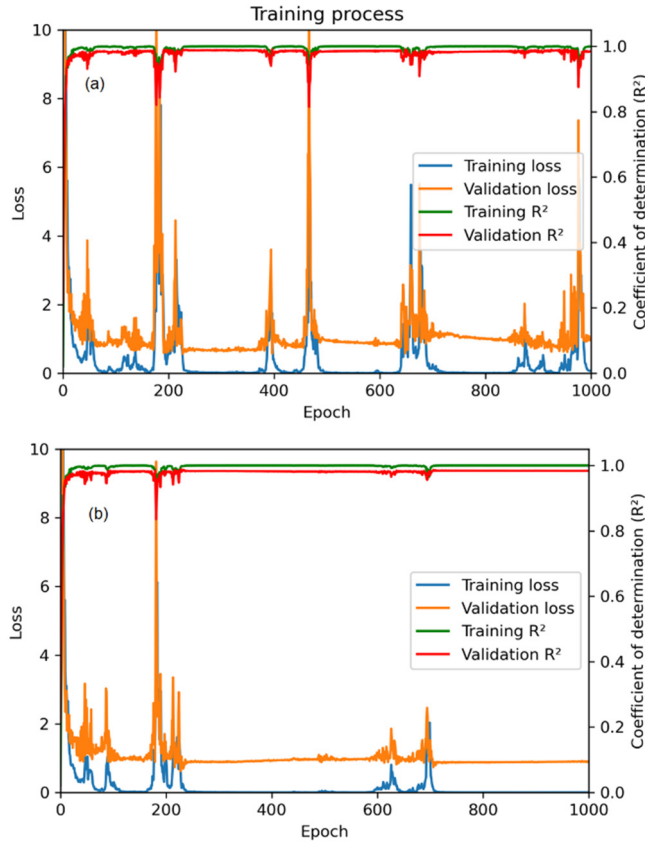 Training process
10
8
6
4
2
0
Loss
(a)
Training loss
Validation loss
Training R²
Validation R²
1.0
0.8
0.6
0.4
0.2
0.0
Coefficient of determination (R²)
0 200 400 600 800 1000
Epoch
10
8
6
4
2
0
Loss
(b)
Training loss
Validation loss
Training R²
Validation R²
1.0
0.8
0.6
0.4
0.2
0.0
Coefficient of determination (R²)
0 200 400 600 800 1000
Epoch